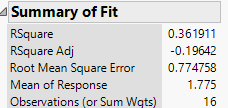 Summary of Fit
RSquare 0.361911
RSquare Adj -0.19642
Root Mean Square Error 0.774758
Mean of Response 1.775
Observations (or Sum Wgts) 16